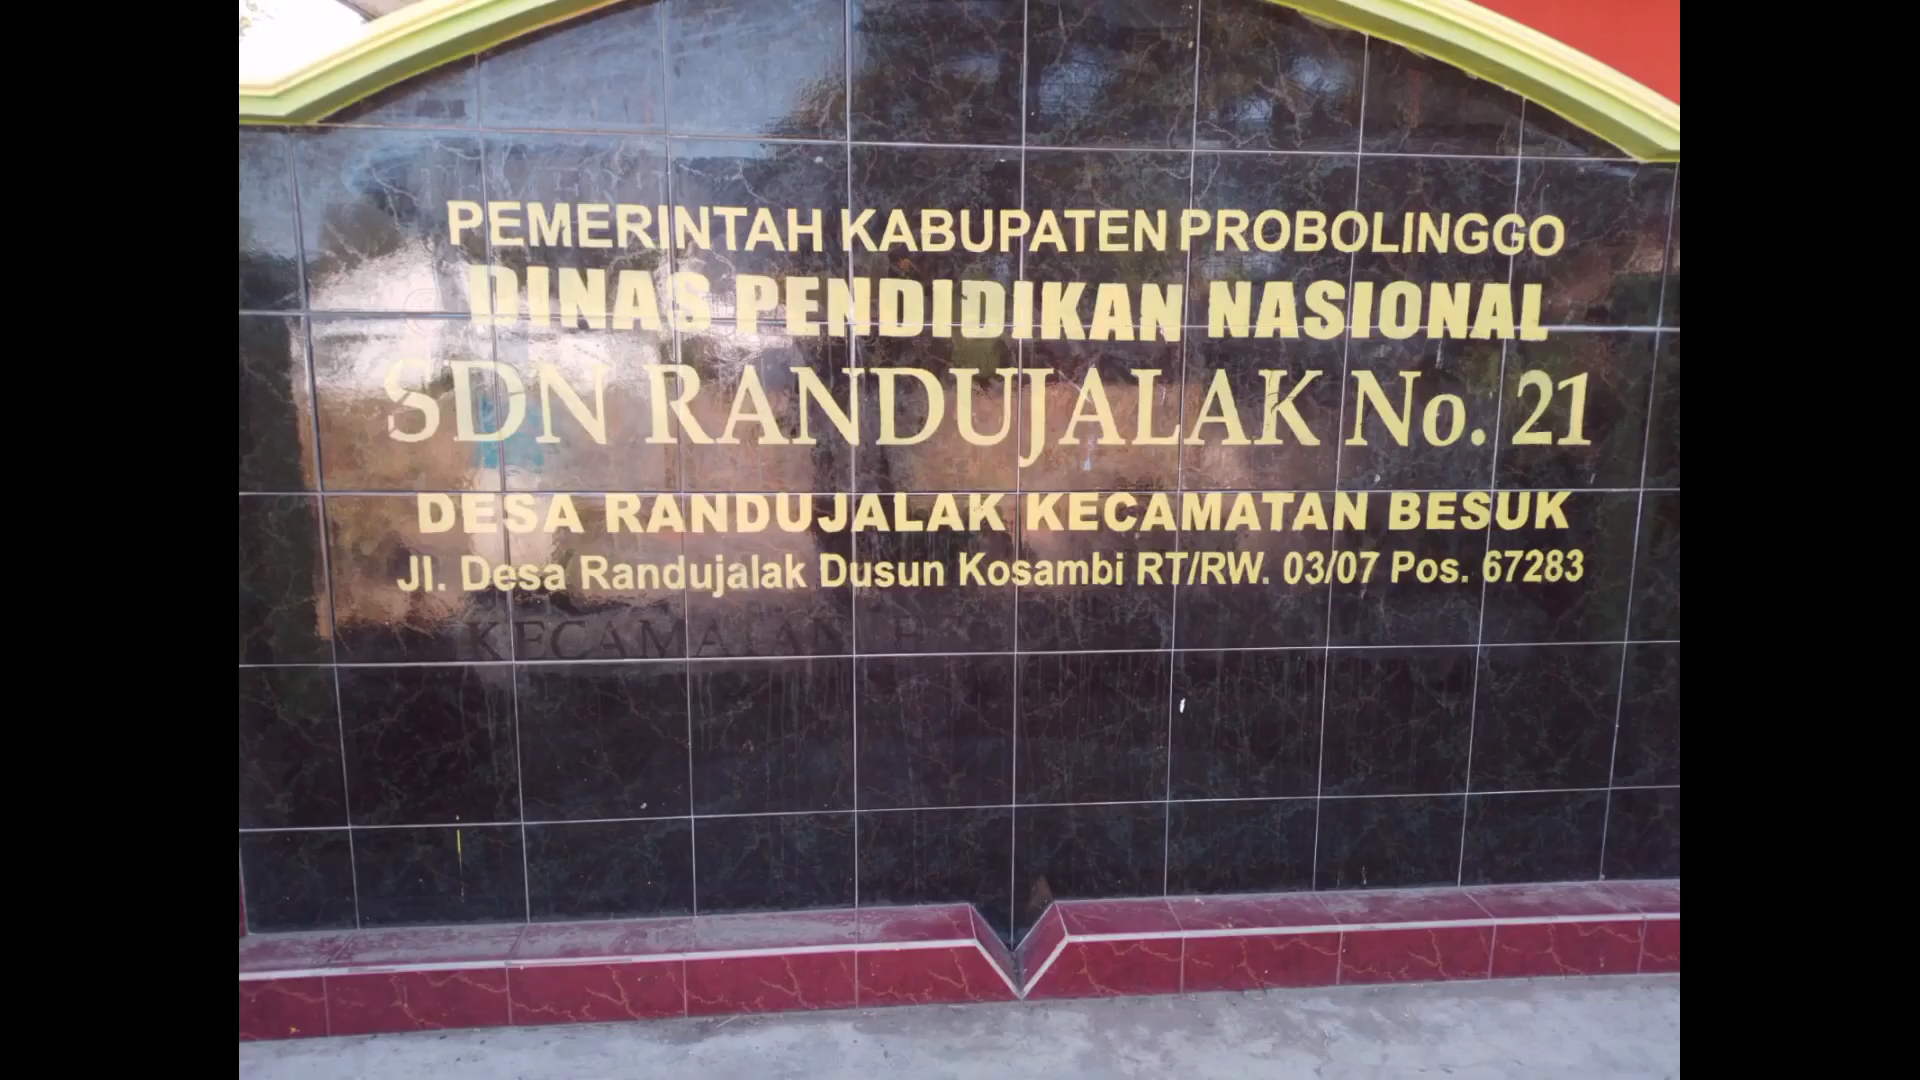 PEMERINTAH KABUPATEN PROBOLINGGO
DINAS PENDIDIKAN NASIONAL
SDN RANDUJALAK No. 21
DESA RANDUJALAK KECAMATAN BESUK
Jl. Desa Randujalak Dusun Kosambi RT/RW. 03/07 Pos. 67283
KECAMATAN